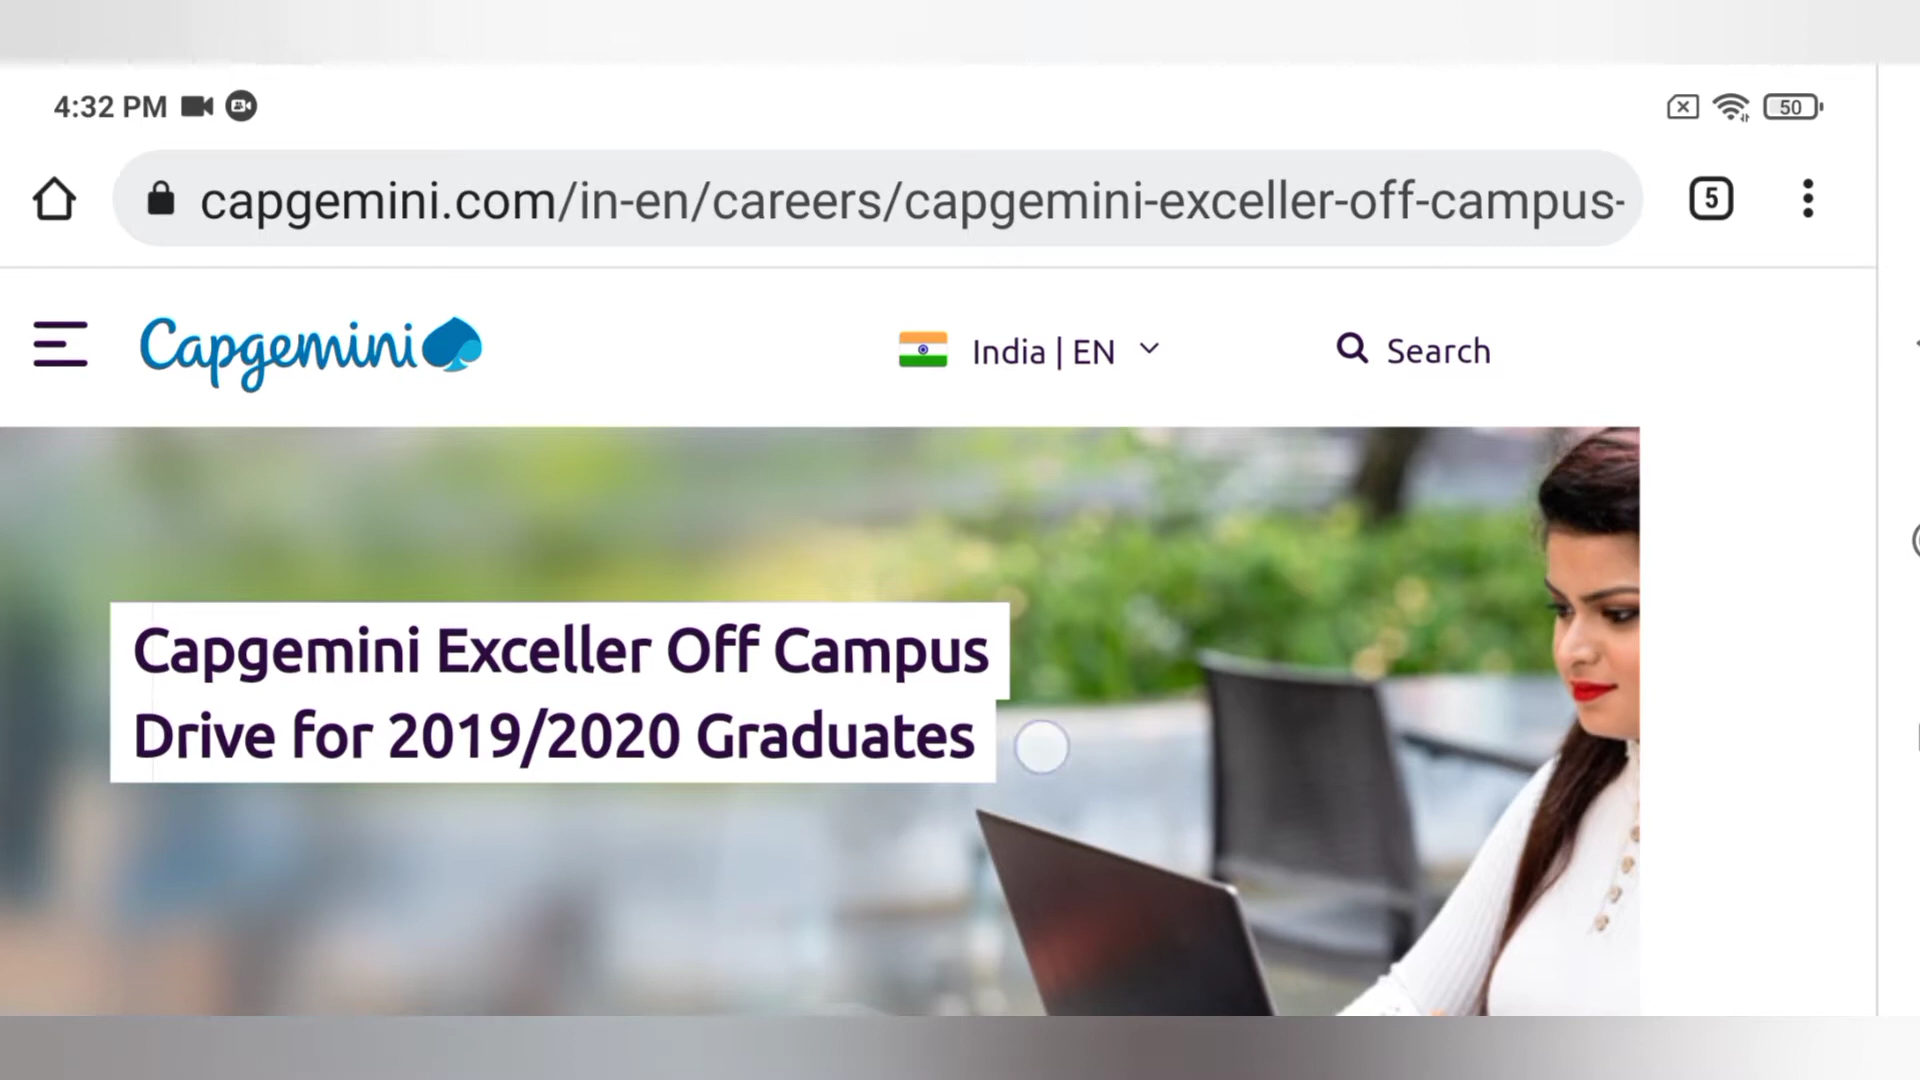 4:32 PM
50
capgemini.com/in-en/careers/capgemini-exceller-off-campus-
5
Capgemini
India | EN
Search
Capgemini Exceller Off Campus
Drive for 2019/2020 Graduates